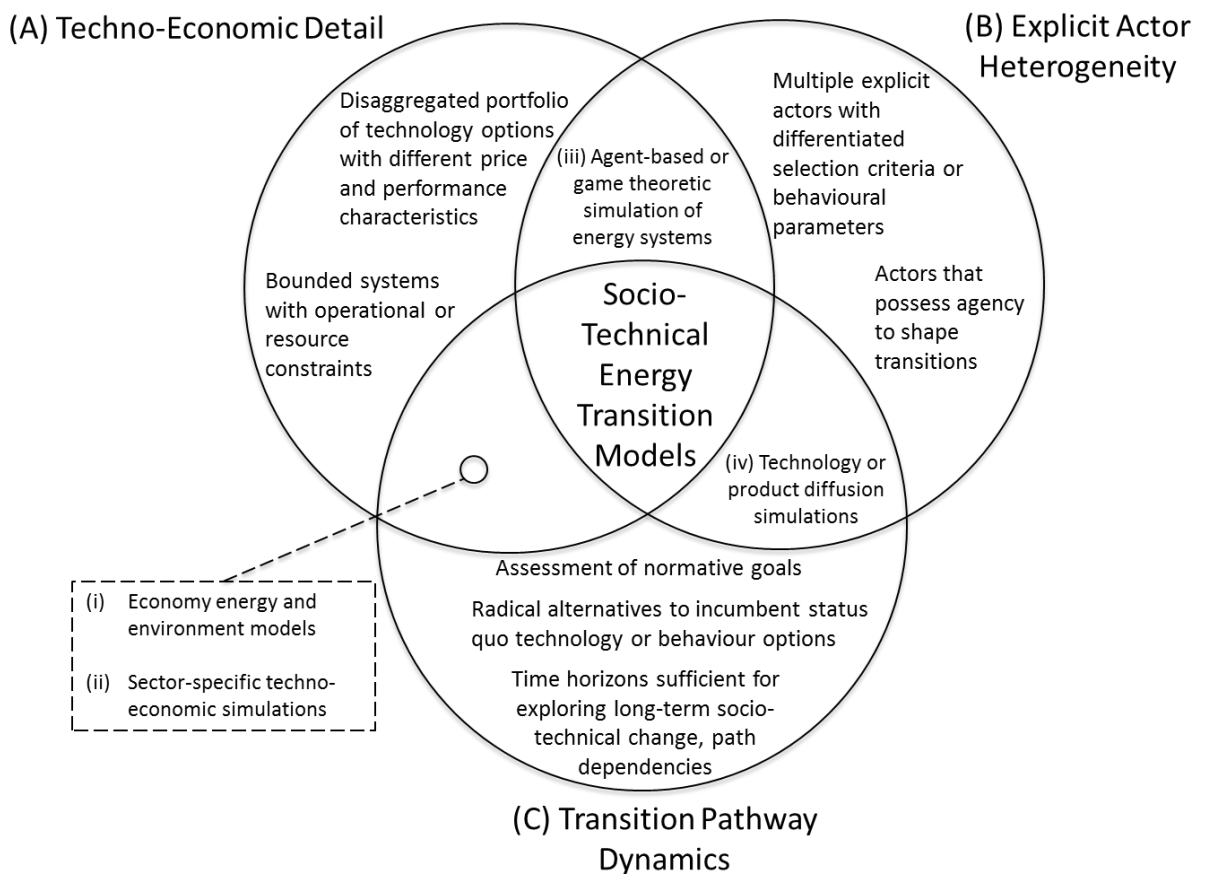 (A) Techno-Economic Detail
(B) Explicit Actor
Heterogeneity
Disaggregated portfolio
of technology options
with different price
and performance
characteristics
Bounded systems
with operational or
resource
constraints
(iii) Agent-based or
game theoretic
simulation of
energy systems
Multiple explicit
actors with
differentiated
selection criteria or
behavioural
parameters
Actors that
possess agency
to shape
transitions
Socio-
Technical
Energy
Transition
Models
(iv) Technology or
product diffusion
simulations
(i) Economy energy and
environment models
(ii) Sector-specific techno-
economic simulations
Assessment of normative goals
Radical alternatives to incumbent status
quo technology or behaviour options
Time horizons sufficient for
exploring long-term socio-
technical change, path
dependencies
(C) Transition Pathway
Dynamics